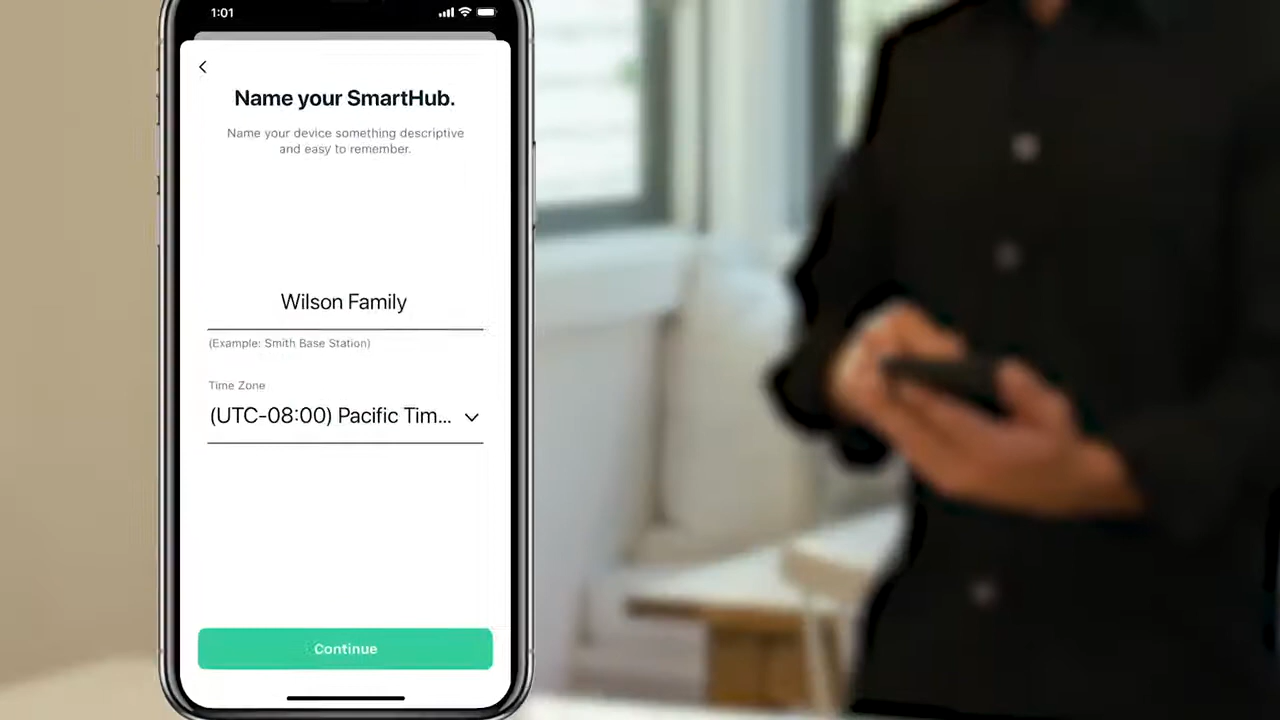 1:01
Name your SmartHub.
Name your device something descriptive
and easy to remember.
Wilson Family
(Example: Smith Base Station)
Time Zone
(UTC-08:00) Pacific Tim...
Continue